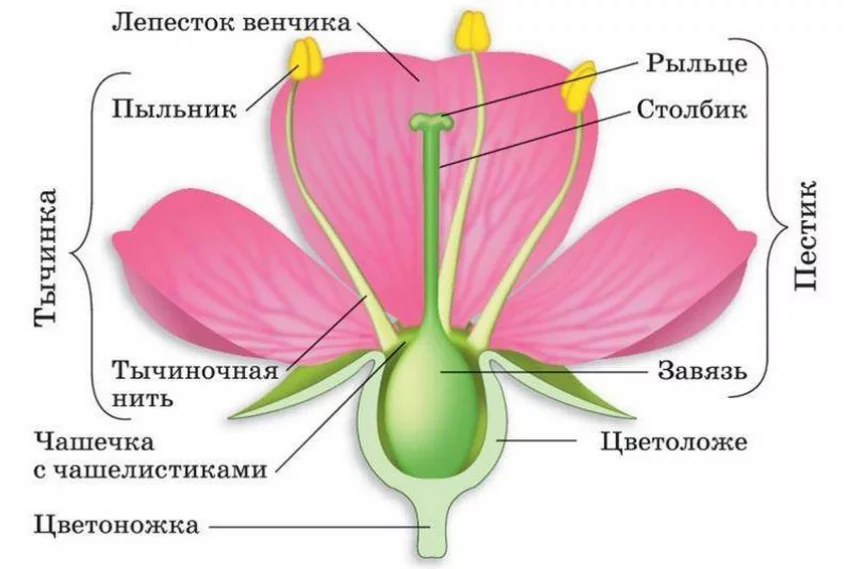 Лепесток венчика
Пыльник
Тычинка
Тычиночная
нить
Чашечка
с чашелистиками
Цветоножка
Рыльце
Столбик
Пестик
Завязь
Цветоложе